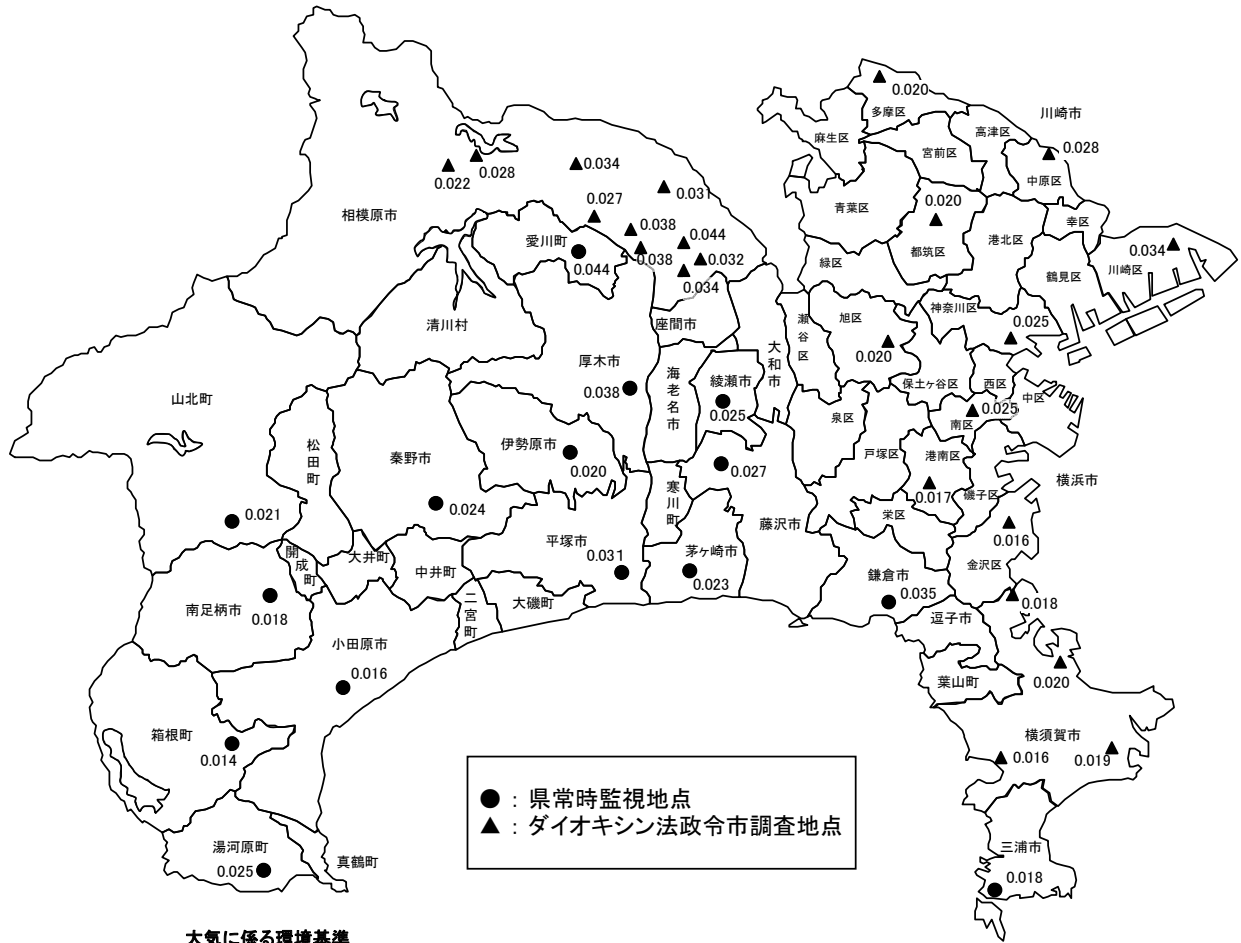 0.020
多摩区
川崎市
麻生区
高津区
宮前区
0.028
中原区
0.022
0.028
0.034
0.031
相模原市
0.027
0.038
0.038
0.044
0.032
0.034
愛川町
0.044
青葉区
0.020
都筑区
港北区
幸区
0.034
川崎区
鶴見区
緑区
清川村
座間市
瀬谷区
旭区
0.020
神奈川区
0.025
厚木市
0.038
海老名市
綾瀬市
0.025
大和市
保土ヶ谷区
西区
中区
0.025
南区
山北町
松田町
秦野市
伊勢原市
0.020
0.027
泉区
戸塚区
港南区
0.017
磯子区
横浜市
0.021
0.024
寒川町
藤沢市
栄区
0.016
金沢区
開成町
大井町
中井町
平塚市
0.031
茅ヶ崎市
0.023
鎌倉市
0.035
0.018
南足柄市
0.018
二宮町
大磯町
逗子市
小田原市
0.016
葉山町
0.020
箱根町
0.014
横須賀市
0.016
0.019
●：県常時監視地点
▲：ダイオキシン法政令市調査地点
湯河原町
0.025
真鶴町
三浦市
0.018
大気に係る環境基準